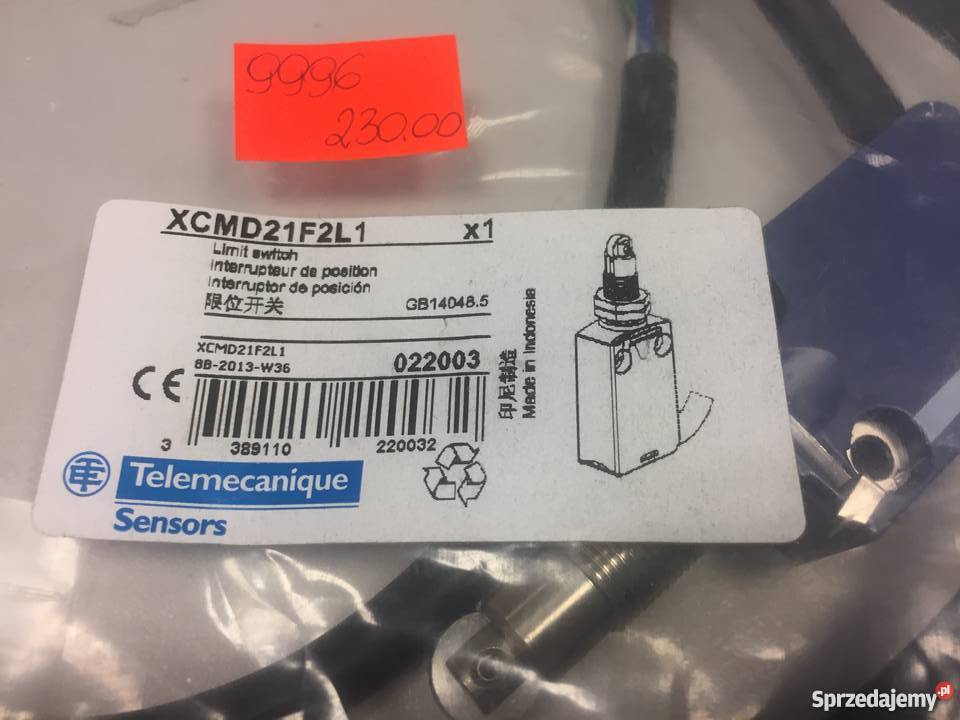 9996
230.00
XCMD21F2L1 x1
Limit switch
Interrupteur de position
Interruptor de posición
限位开关 GB14048.5
XCMD21F2L1
8B-2013-W36 022003
CE
3 389110 220032
印尼制造
Made in Indonesia
Telemecanique
Sensors
Sprzedajemy.pl